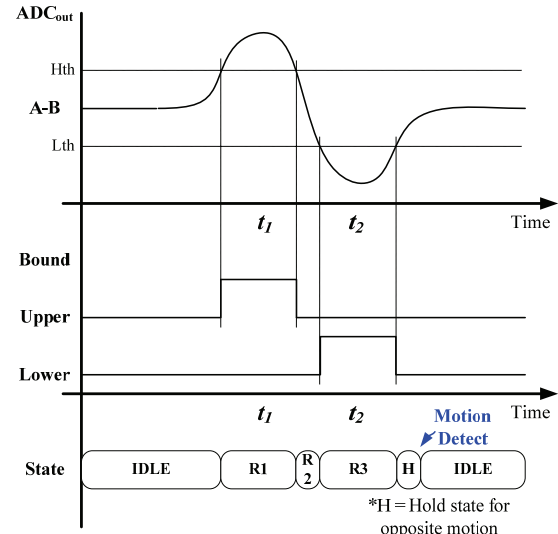 ADCout
Hth
A-B
Lth
t1 t2 Time
Bound
Upper
Lower
t1 t2 Time
Motion
Detect
State IDLE R1 R2 R3 H IDLE
*H = Hold state for
opposite motion